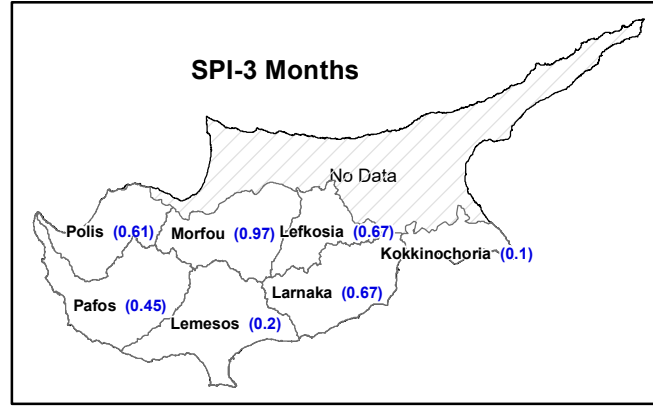 SPI-3 Months
No Data
Polis (0.61)
Morfou (0.97)
Lefkosia (0.67)
Kokkinochoria (0.1)
Pafos (0.45)
Larnaka (0.67)
Lemesos (0.2)